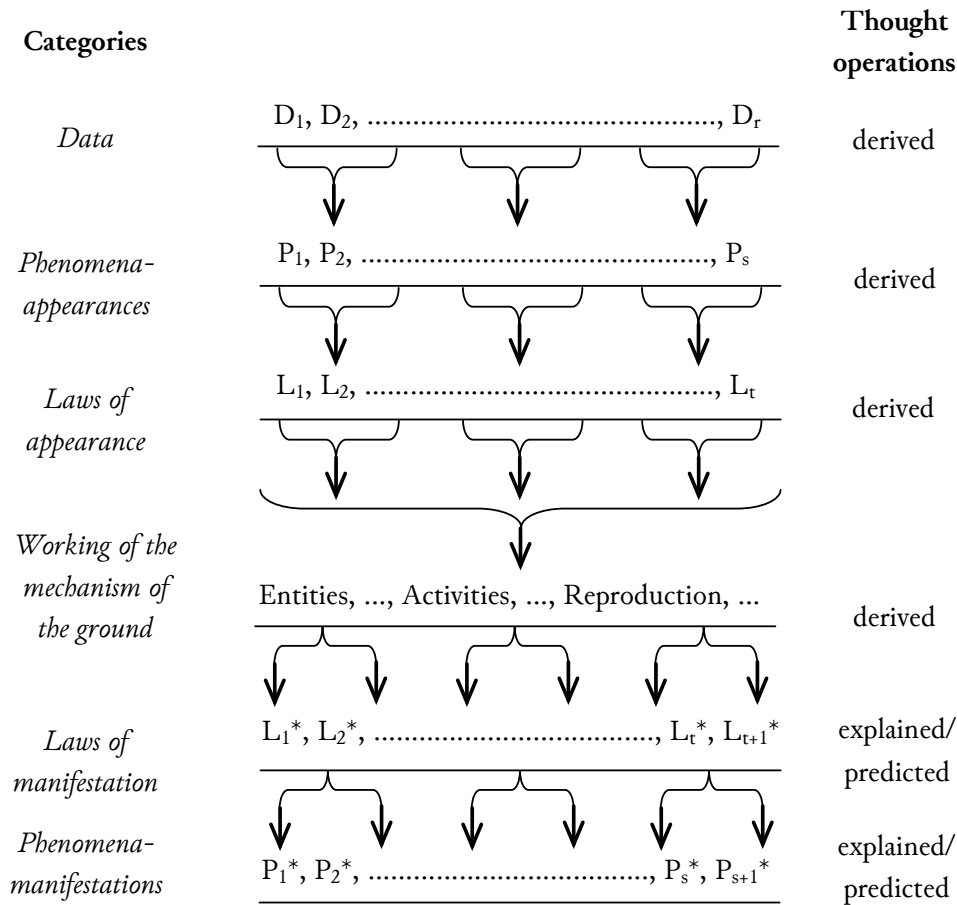 Categories
Thought
operations
D₁, D₂, ............................................., Dᵣ
Data
derived
P₁, P₂, ............................................., Pₛ
Phenomena-
appearances
derived
L₁, L₂, ............................................., Lₜ
Laws of
appearance
derived
Working of the
mechanism of
the ground
Entities, ..., Activities, ..., Reproduction, ...
derived
Laws of
manifestation
L₁*, L₂*, ...................................., Lₜ*, Lₜ₊₁*
explained/
predicted
Phenomena-
manifestations
P₁*, P₂*, ...................................., Pₛ*, Pₛ₊₁*
explained/
predicted